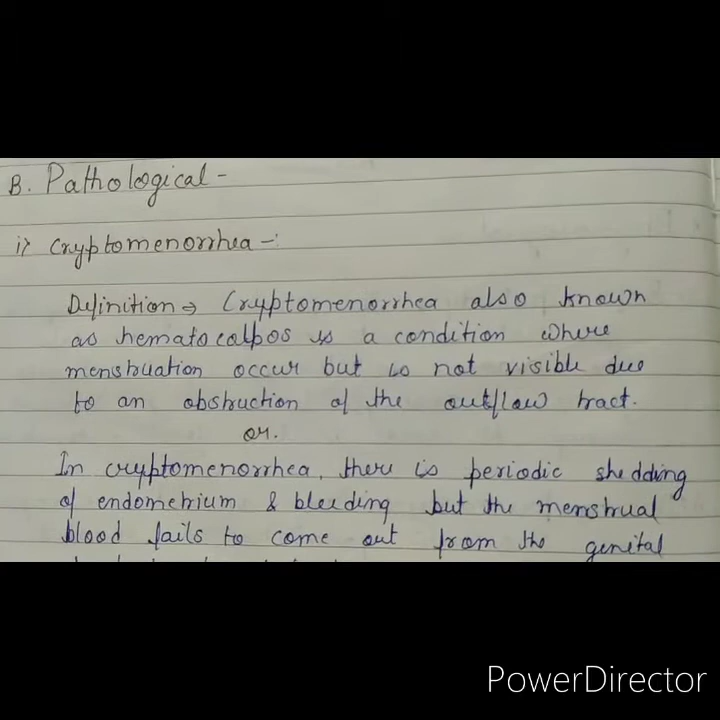 B. Pathological -
i) Cryptomenorrhea -:
Definition → Cryptomenorrhea also known
as hematocolpos is a condition where
menstruation occur but is not visible due
to an obstruction of the outflow tract.
or.
In cryptomenorrhea, there is periodic shedding
of endometrium & bleeding but the menstrual
blood fails to come out from the genital
PowerDirector